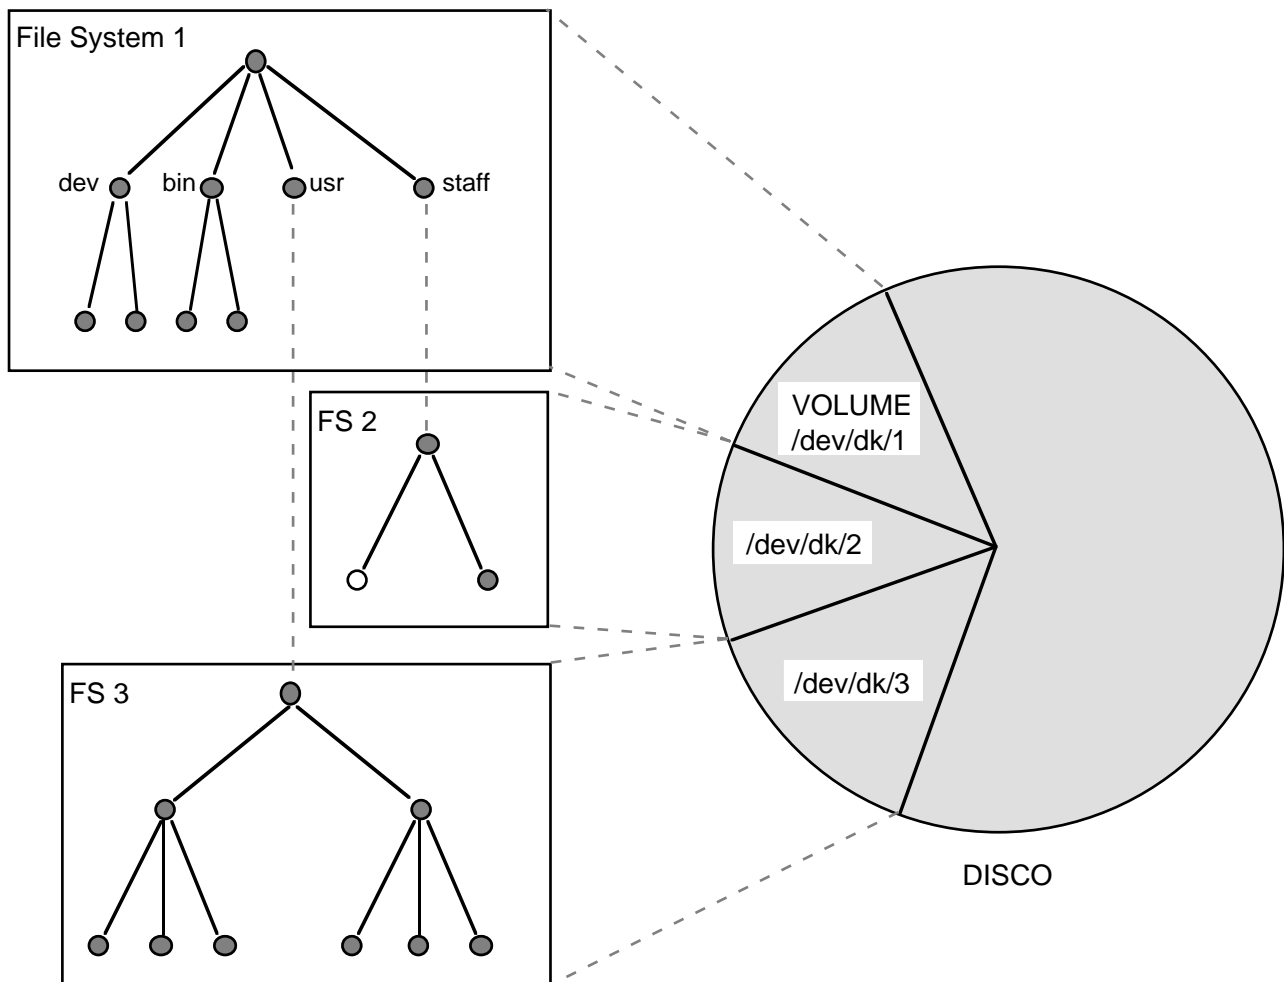 File System 1
dev
bin
usr
staff
VOLUME
/dev/dk/1
FS 2
/dev/dk/2
FS 3
/dev/dk/3
DISCO